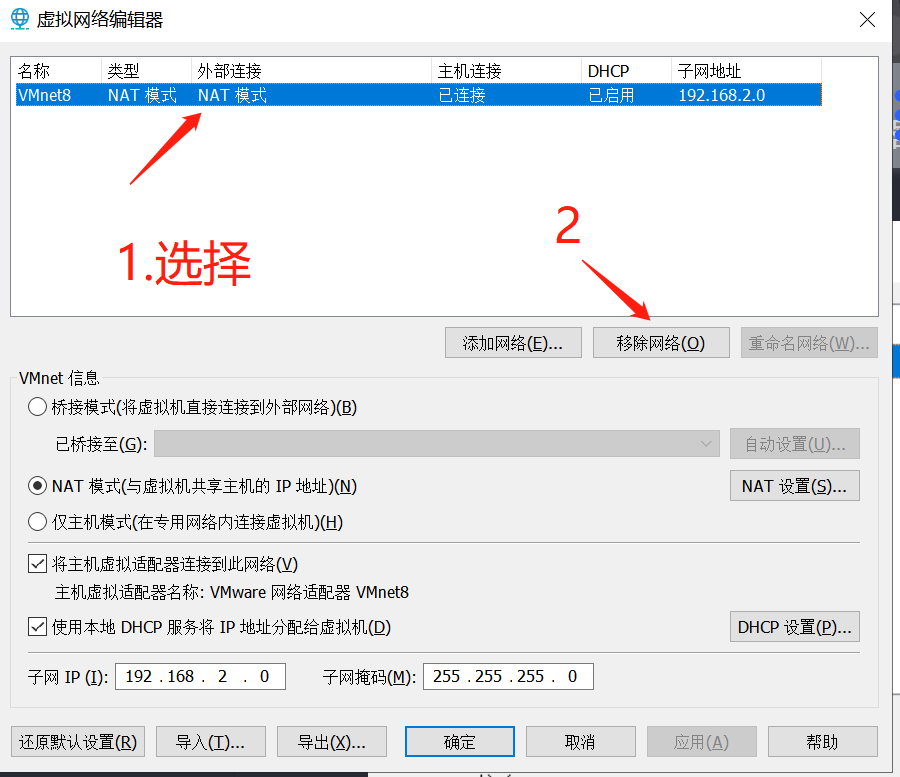 虚拟网络编辑器
名称 类型 外部连接 主机连接 DHCP 子网地址
VMnet8 NAT 模式 NAT 模式 已连接 已启用 192.168.2.0
1.选择
2
添加网络(E)... 移除网络(O) 重命名网络(W)...
VMnet 信息
桥接模式(将虚拟机直接连接到外部网络)(B)
已桥接至(G): 自动设置(U)...
NAT 模式(与虚拟机共享主机的 IP 地址)(N) NAT 设置(S)...
仅主机模式(在专用网络内连接虚拟机)(H)
将主机虚拟适配器连接到此网络(V)
主机虚拟适配器名称: VMware 网络适配器 VMnet8
使用本地 DHCP 服务将 IP 地址分配给虚拟机(D) DHCP 设置(P)...
子网 IP (I): 192 . 168 . 2 . 0 子网掩码(M): 255 . 255 . 255 . 0
还原默认设置(R) 导入(T)... 导出(X)... 确定 取消 应用(A) 帮助